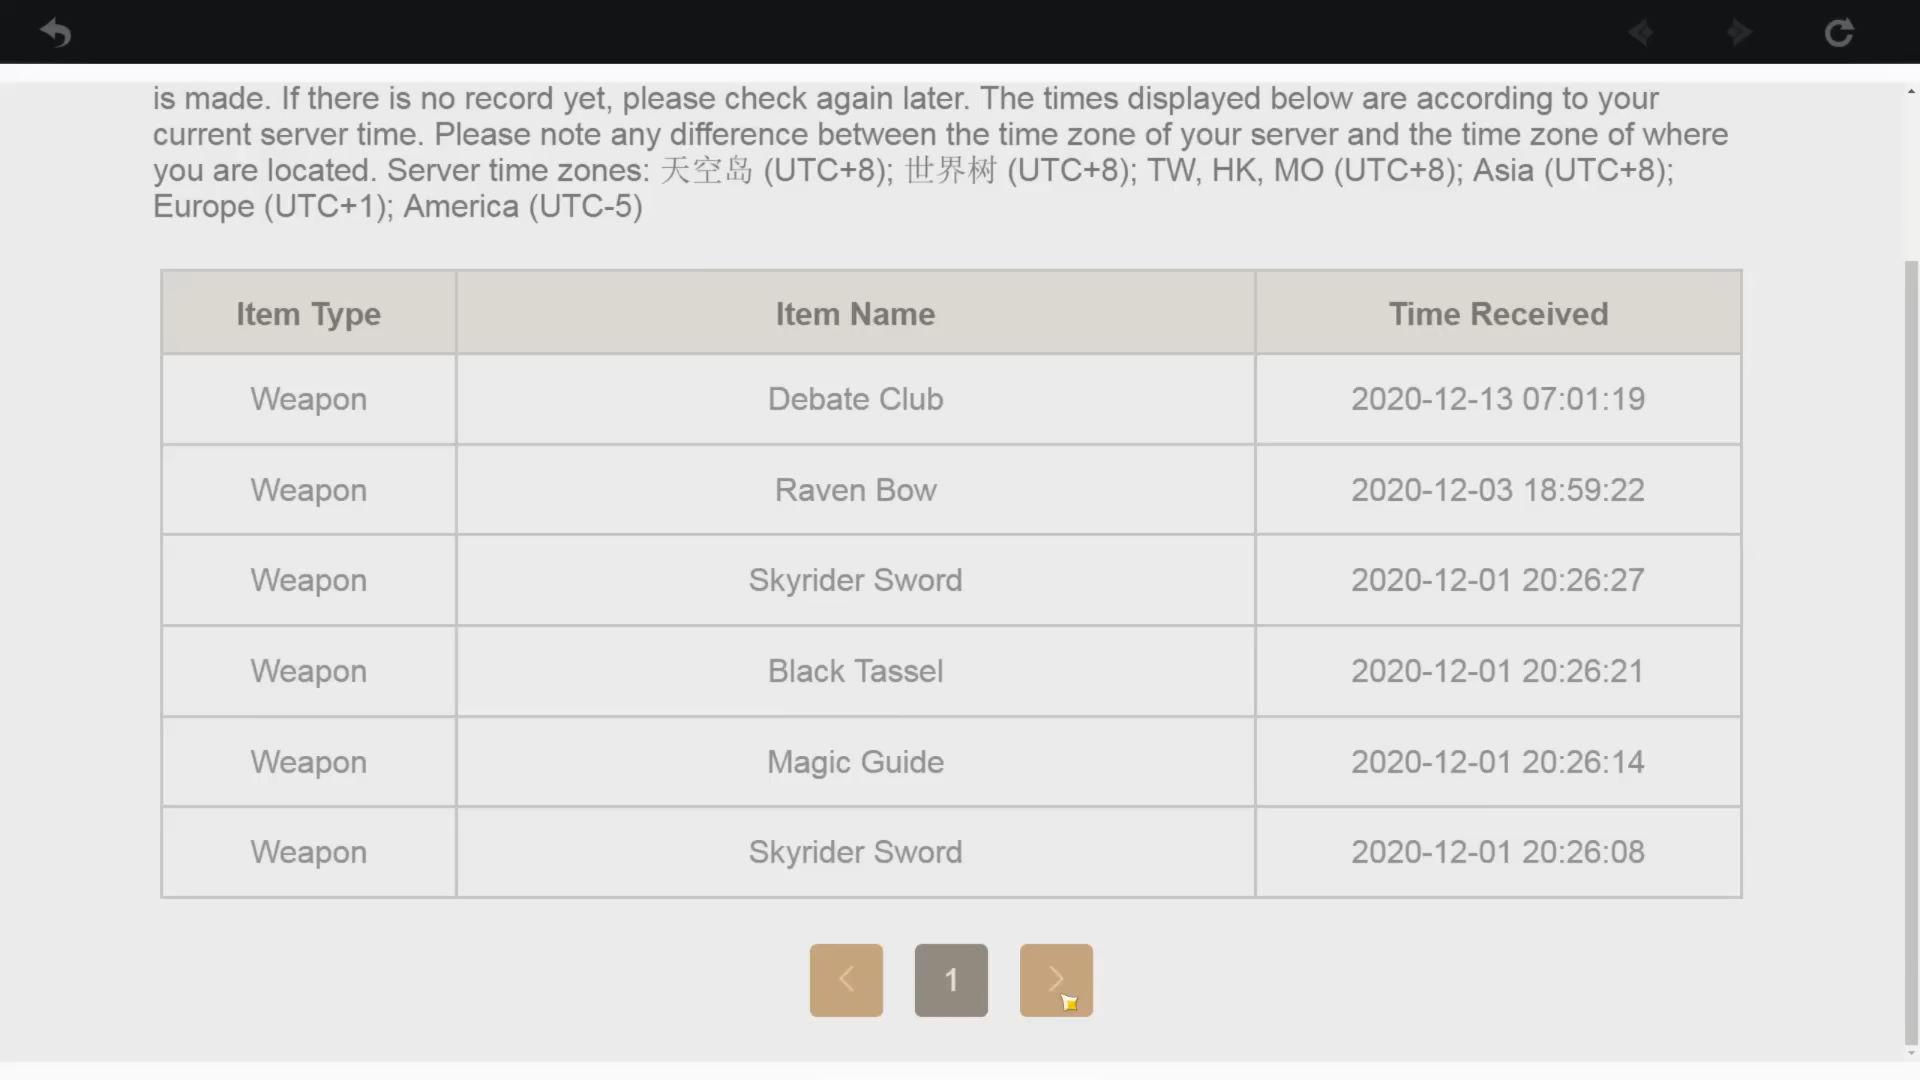 is made. If there is no record yet, please check again later. The times displayed below are according to your
current server time. Please note any difference between the time zone of your server and the time zone of where
you are located. Server time zones: 天空岛 (UTC+8); 世界树 (UTC+8); TW, HK, MO (UTC+8); Asia (UTC+8);
Europe (UTC+1); America (UTC-5)
Item Type Item Name Time Received
Weapon Debate Club 2020-12-13 07:01:19
Weapon Raven Bow 2020-12-03 18:59:22
Weapon Skyrider Sword 2020-12-01 20:26:27
Weapon Black Tassel 2020-12-01 20:26:21
Weapon Magic Guide 2020-12-01 20:26:14
Weapon Skyrider Sword 2020-12-01 20:26:08
1